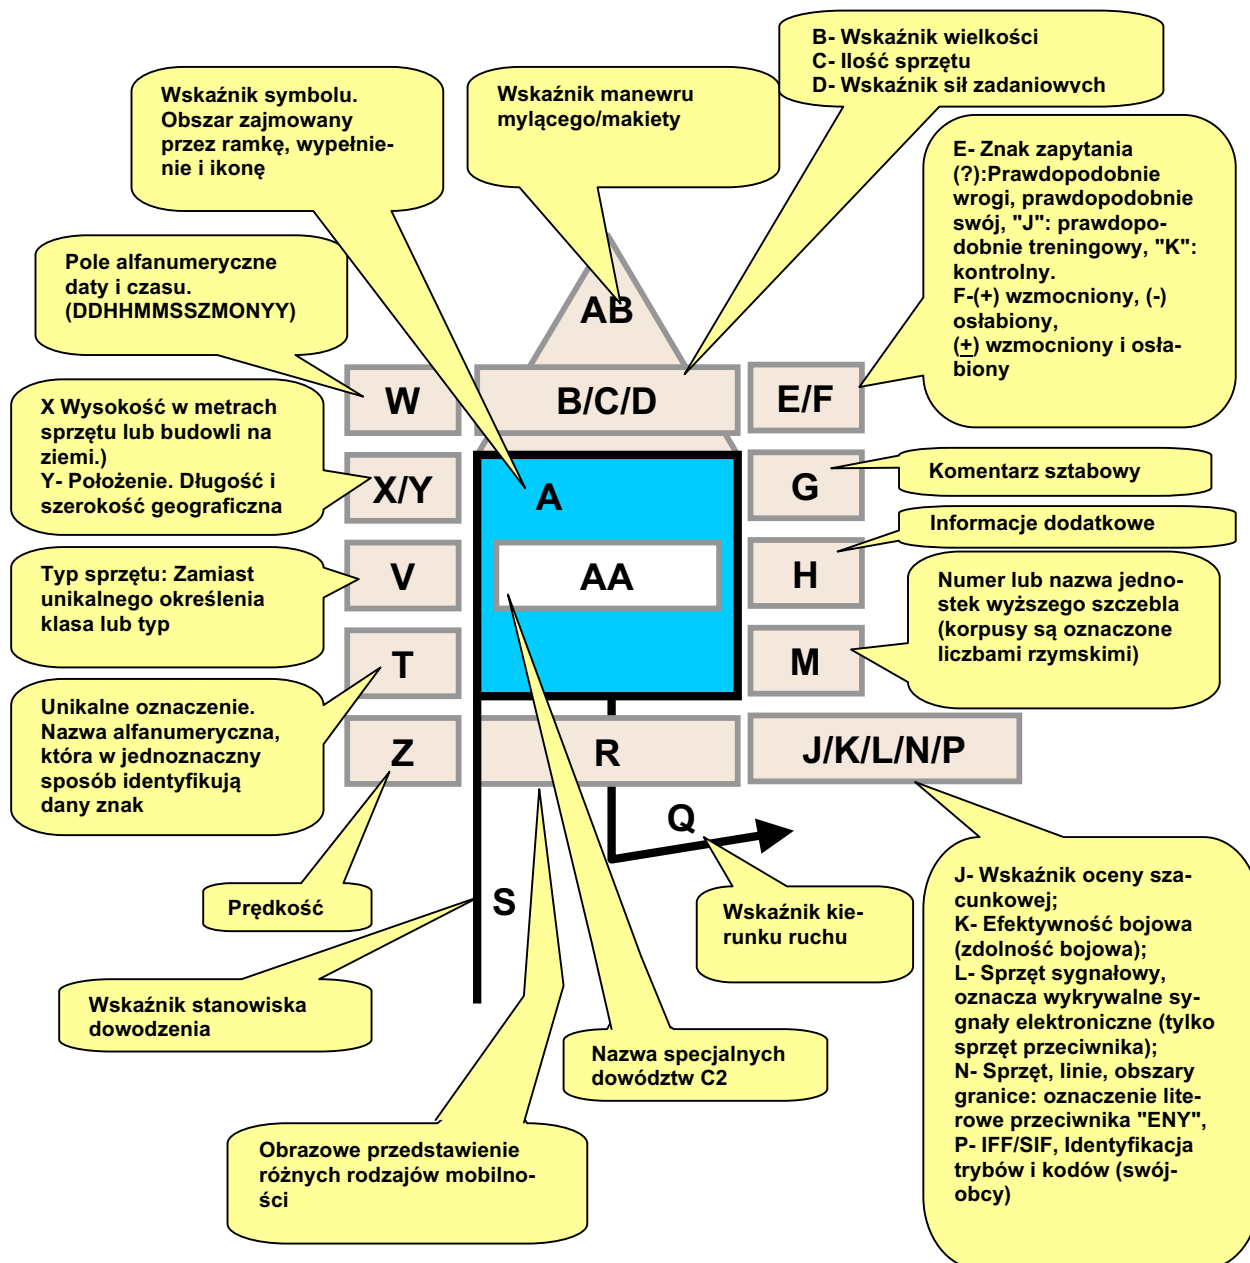 B- Wskaźnik wielkości
C- Ilość sprzętu
D- Wskaźnik sił zadaniowych
Wskaźnik symbolu.
Obszar zajmowany
przez ramkę, wypełnie-
nie i ikonę
Wskaźnik manewru
mylącego/makiety
E- Znak zapytania
(?):Prawdopodobnie
wrogi, prawdopodobnie
swój, "J": prawdopo-
dobnie treningowy, "K":
kontrolny.
F-(+) wzmocniony, (-)
osłabiony,
(+) wzmocniony i osła-
biony
Pole alfanumeryczne
daty i czasu.
(DDHHMMSSZMONYY)
AB
W
B/C/D
E/F
X Wysokość w metrach
sprzętu lub budowli na
ziemi.)
Y- Położenie. Długość i
szerokość geograficzna
X/Y
A
G
Komentarz sztabowy
Informacje dodatkowe
Typ sprzętu: Zamiast
unikalnego określenia
klasa lub typ
V
AA
H
Numer lub nazwa jedno-
stek wyższego szczebla
(korpusy są oznaczone
liczbami rzymskimi)
T
M
Unikalne oznaczenie.
Nazwa alfanumeryczna,
która w jednoznaczny
sposób identyfikują
dany znak
Z
R
J/K/L/N/P
Q
Prędkość
S
Wskaźnik kie-
runku ruchu
J- Wskaźnik oceny sza-
cunkowej;
K- Efektywność bojowa
(zdolność bojowa);
L- Sprzęt sygnałowy,
oznacza wykrywalne sy-
gnały elektroniczne (tylko
sprzęt przeciwnika);
N- Sprzęt, linie, obszary
granice: oznaczenie lite-
rowe przeciwnika "ENY",
P- IFF/SIF, Identyfikacja
trybów i kodów (swój-
obcy)
Wskaźnik stanowiska
dowodzenia
Nazwa specjalnych
dowództw C2
Obrazowe przedstawienie
różnych rodzajów mobilno-
ści